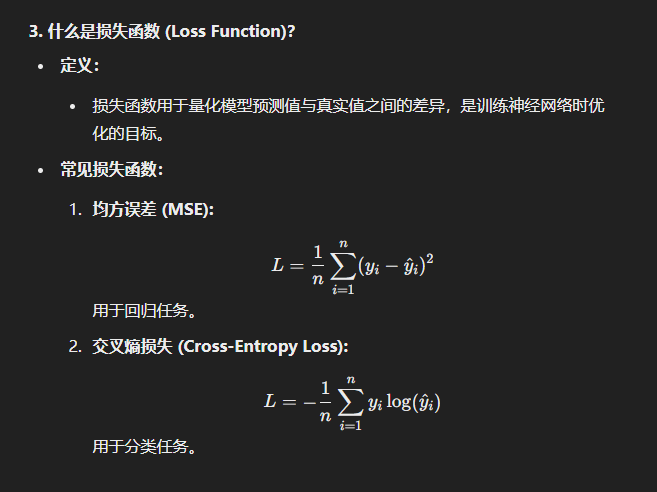 3. 什么是损失函数 (Loss Function)?
• 定义：
• 损失函数用于量化模型预测值与真实值之间的差异，是训练神经网络时优
化的目标。
• 常见损失函数：
1. 均方误差 (MSE):
L = \frac{1}{n} \sum_{i=1}^{n} (y_i - \hat{y}_i)^2
用于回归任务。
2. 交叉熵损失 (Cross-Entropy Loss):
L = -\frac{1}{n} \sum_{i=1}^{n} y_i \log(\hat{y}_i)
用于分类任务。